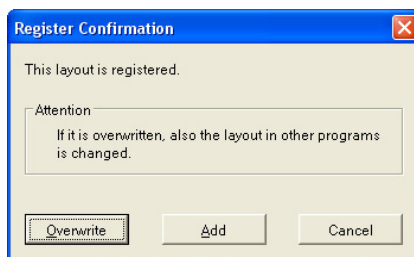 Register Confirmation
This layout is registered.
Attention
If it is overwritten, also the layout in other programs
is changed.
Overwrite Add Cancel